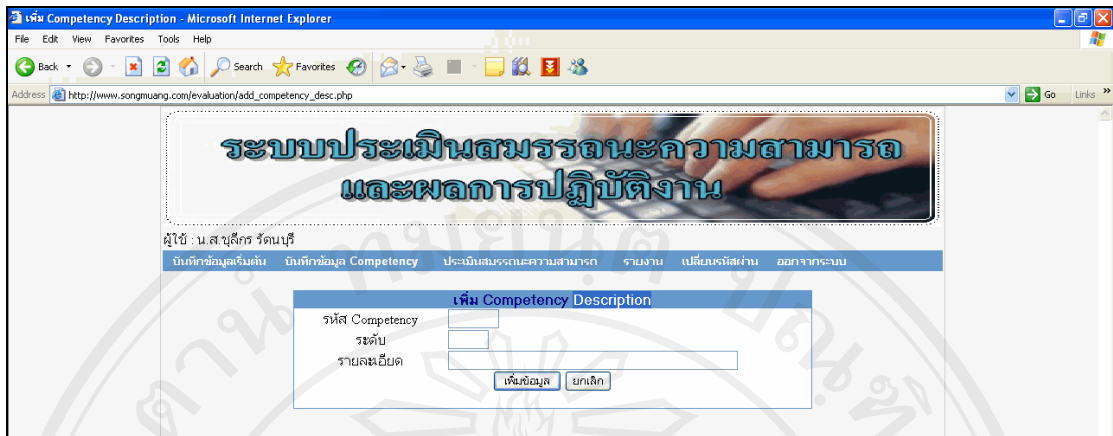 เพิ่ม Competency Description - Microsoft Internet Explorer
File Edit View Favorites Tools Help
Back Search Favorites
Address http://www.songmuang.com/evaluation/add_competency_desc.php Go Links »
ระบบประเมินสมรรถนะความสามารถ
และผลการปฏิบัติงาน
ผู้ใช้ : น.ส.ชุลีกร รัตนบุรี
บันทึกข้อมูลเริ่มต้น บันทึกข้อมูล Competency ประเมินสมรรถนะความสามารถ รายงาน เปลี่ยนรหัสผ่าน ออกจากระบบ
เพิ่ม Competency Description
รหัส Competency
ระดับ
รายละเอียด
เพิ่มข้อมูล ยกเลิก